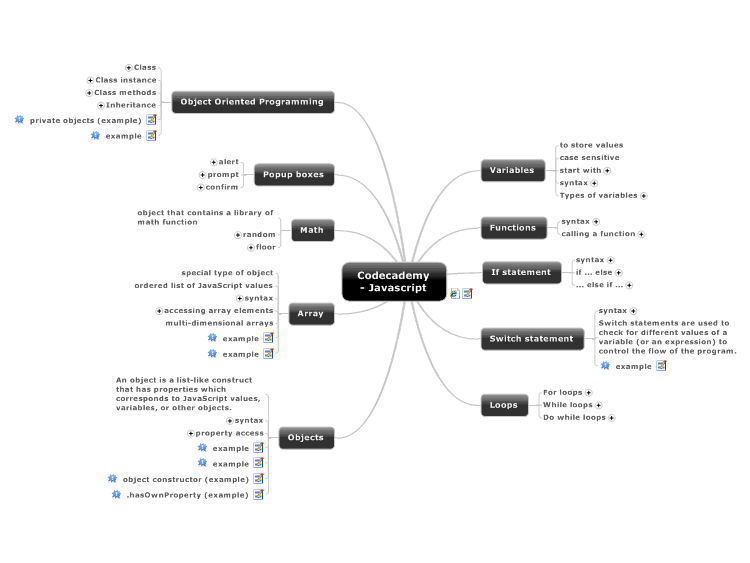 Codecademy
- Javascript
Object Oriented Programming
Class
Class instance
Class methods
Inheritance
private objects (example)
example
Popup boxes
alert
prompt
confirm
Math
object that contains a library of
math function
random
floor
Array
special type of object
ordered list of JavaScript values
syntax
accessing array elements
multi-dimensional arrays
example
example
Objects
An object is a list-like construct
that has properties which
corresponds to JavaScript values,
variables, or other objects.
syntax
property access
example
example
object constructor (example)
.hasOwnProperty (example)
Variables
to store values
case sensitive
start with
syntax
Types of variables
Functions
syntax
calling a function
If statement
syntax
if ... else
... else if ...
Switch statement
syntax
Switch statements are used to
check for different values of a
variable (or an expression) to
control the flow of the program.
example
Loops
For loops
While loops
Do while loops